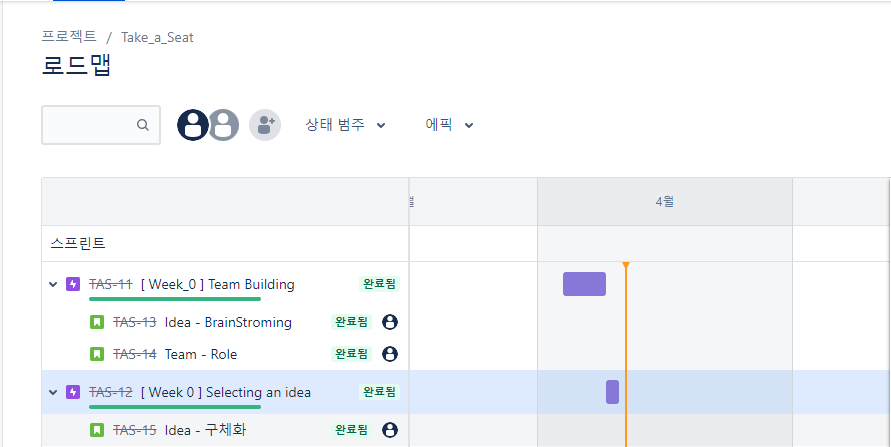 프로젝트 / Take_a_Seat
로드맵
상태 범주
에픽
4월
스프린트
TAS-11 [ Week_0 ] Team Building 완료됨
TAS-13 Idea - BrainStroming 완료됨
TAS-14 Team - Role 완료됨
TAS-12 [ Week 0 ] Selecting an idea 완료됨
TAS-15 Idea - 구체화 완료됨